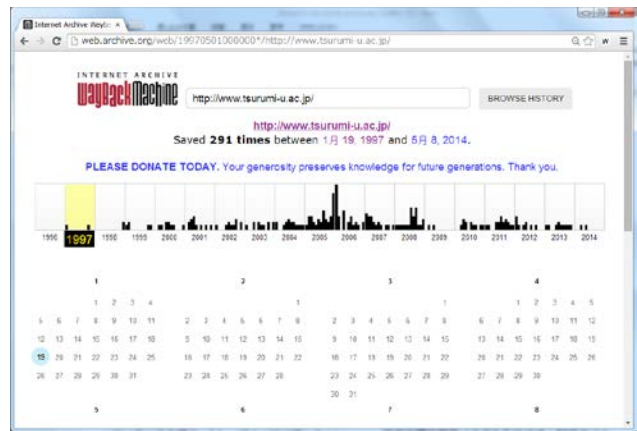 Internet Archive Wayba ×
web.archive.org/web/19970501000000*/http://www.tsurumi-u.ac.jp/
INTERNET ARCHIVE
WayBackMachine
http://www.tsurumi-u.ac.jp/
BROWSE HISTORY
http://www.tsurumi-u.ac.jp/
Saved 291 times between 1月 19, 1997 and 5月 8, 2014.
PLEASE DONATE TODAY. Your generosity preserves knowledge for future generations. Thank you.
1996 1997 1998 1999 2000 2001 2002 2003 2004 2005 2006 2007 2008 2009 2010 2011 2012 2013 2014
1 2 3 4
1 2 3 4 1 1 1 2 3 4 5
5 6 7 8 9 10 11 2 3 4 5 6 7 8 2 3 4 5 6 7 8 6 7 8 9 10 11 12
12 13 14 15 16 17 18 9 10 11 12 13 14 15 9 10 11 12 13 14 15 13 14 15 16 17 18 19
19 20 21 22 23 24 25 16 17 18 19 20 21 22 16 17 18 19 20 21 22 20 21 22 23 24 25 26
26 27 28 29 30 31 23 24 25 26 27 28 23 24 25 26 27 28 29 27 28 29 30
30 31
5 6 7 8